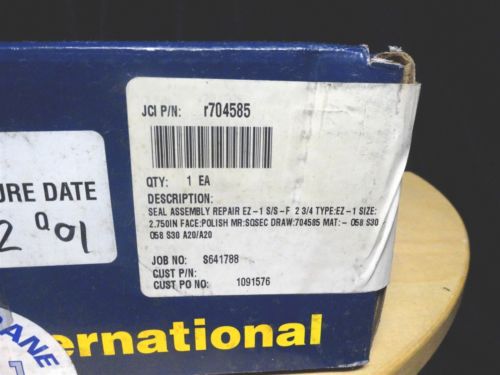 JCI P/N: r704585
QTY: 1 EA
DESCRIPTION:
SEAL ASSEMBLY REPAIR EZ-1 S/S-F 2 3/4 TYPE:EZ-1 SIZE:
2.750IN FACE:POLISH MR:SQSEC DRAW:704585 MAT:- 058 S30
058 S30 A20/A20
JOB NO: S641788
CUST P/N:
CUST PO NO: 1091576
URE DATE
ernational
ANE
1